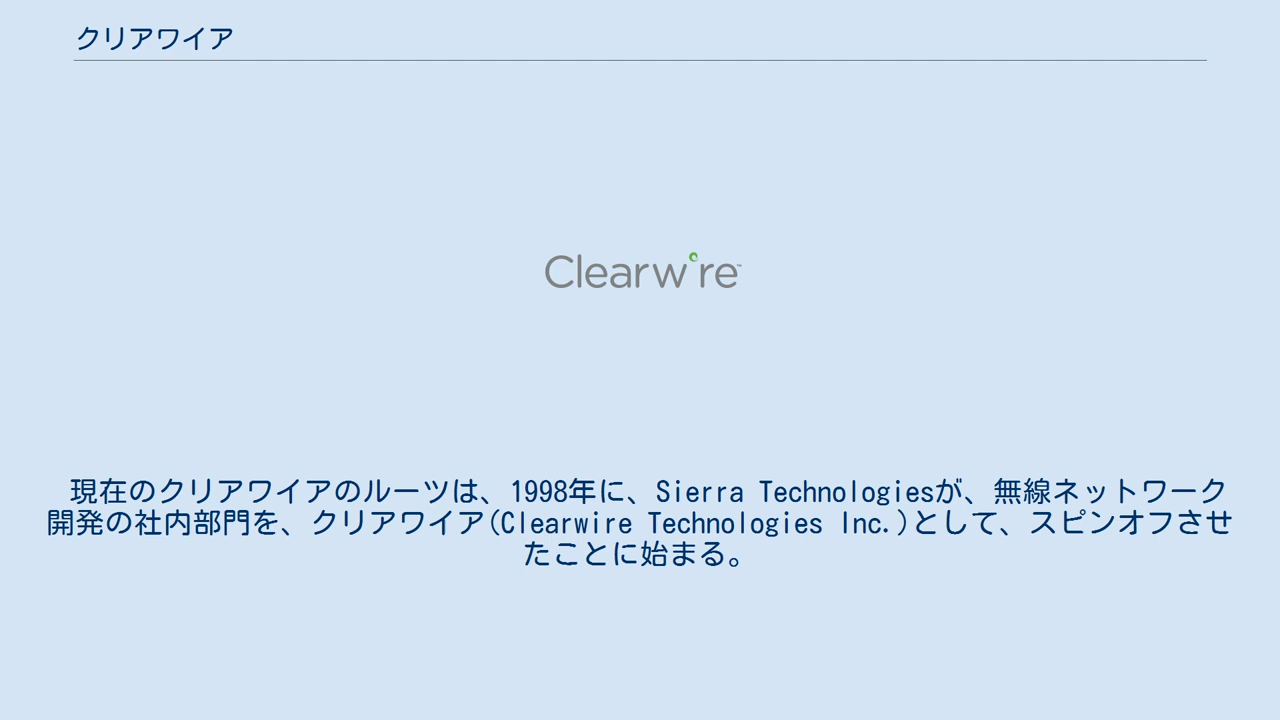 クリアワイア
Clearwire™
現在のクリアワイアのルーツは、1998年に、Sierra Technologiesが、無線ネットワーク
開発の社内部門を、クリアワイア(Clearwire Technologies Inc.)として、スピンオフさせ
たことに始まる。